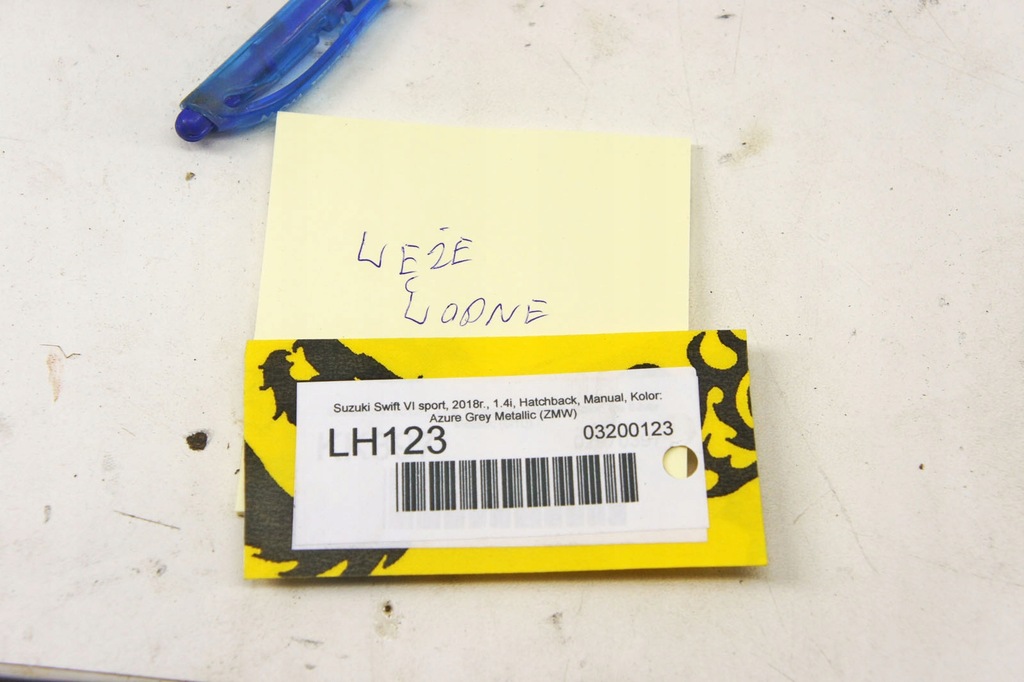 WĘŻE
WODNE
Suzuki Swift VI sport, 2018r., 1.4i, Hatchback, Manual, Kolor:
Azure Grey Metallic (ZMW)
LH123 03200123